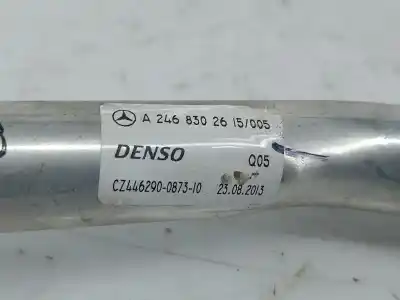 A 246 830 26 15/005
DENSO Q05
CZ446290-0873-10 23.08.2013